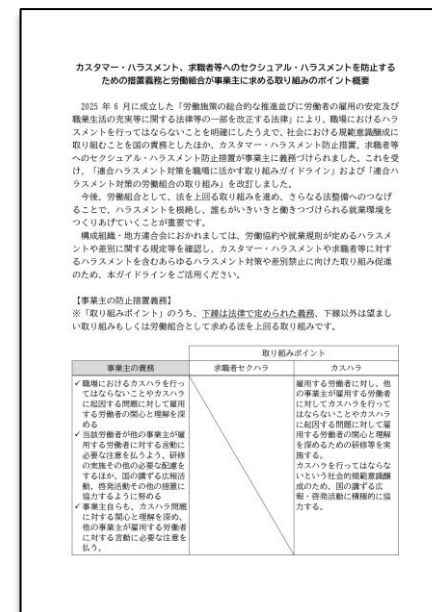 カスタマー・ハラスメント、求職者等へのセクシュアル・ハラスメントを防止する
ための措置義務と労働組合が事業主に求める取り組みのポイント概要
2025 年 6 月に成立した「労働施策の総合的な推進並びに労働者の雇用の安定及び
職業生活の充実等に関する法律等の一部を改正する法律」により、職場におけるハラ
スメントを行ってはならないことを明確にしたうえで、社会における規範意識醸成に
取り組むことを国の責務としたほか、カスタマー・ハラスメント防止措置、求職者等
へのセクシュアル・ハラスメント防止措置が事業主に義務づけられました。これを受
け、「連合ハラスメント対策を職場に活かす取り組みガイドライン」および「連合ハ
ラスメント対策の労働組合の取り組み」を改訂しました。
今後、労働組合として、法を上回る取り組みを進め、さらなる法整備へのつなげ
ることで、ハラスメントを根絶し、誰もがいきいきと働きつづけられる就業環境を
つくりあげていくことが重要です。
構成組織・地方連合会におかれましては、労働協約や就業規則が定めるハラスメ
ントや差別に関する規定等を確認し、カスタマー・ハラスメントや求職者等に対す
るハラスメントを含むあらゆるハラスメント対策や差別禁止に向けた取り組み促進
のため、本ガイドラインをご活用ください。
【事業主の防止措置義務】
※「取り組みポイント」のうち、下線は法律で定められた義務、下線以外は望まし
い取り組みもしくは労働組合として求める法を上回る取り組みです。
取り組みポイント
事業主の責務 求職者セクハラ カスハラ
✓職場におけるカスハラを行っ
てはならないことやカスハラ
に起因する問題に対して雇用
する労働者の関心と理解を深
める
✓当該労働者が他の事業主が雇
用する労働者に対する言動に
必要な注意を払うよう、研修
の実施その他の必要な配慮を
するほか、国の講ずる広報活
動、啓発活動その他の措置に
協力するように努める
✓事業主自らも、カスハラ問題
に対する関心と理解を深め、
他の事業主が雇用する労働者
に対する言動に必要な注意を
払う。
雇用する労働者に対し、他
の事業主が雇用する労働者
に対してカスハラを行って
はならないことやカスハラ
に起因する問題に対して雇
用する労働者の関心と理解
を深めるための研修等を実
施する。
カスハラを行ってはならな
いという社会的規範意識醸
成のため、国の講ずる広
報・啓発活動に積極的に協
力する。